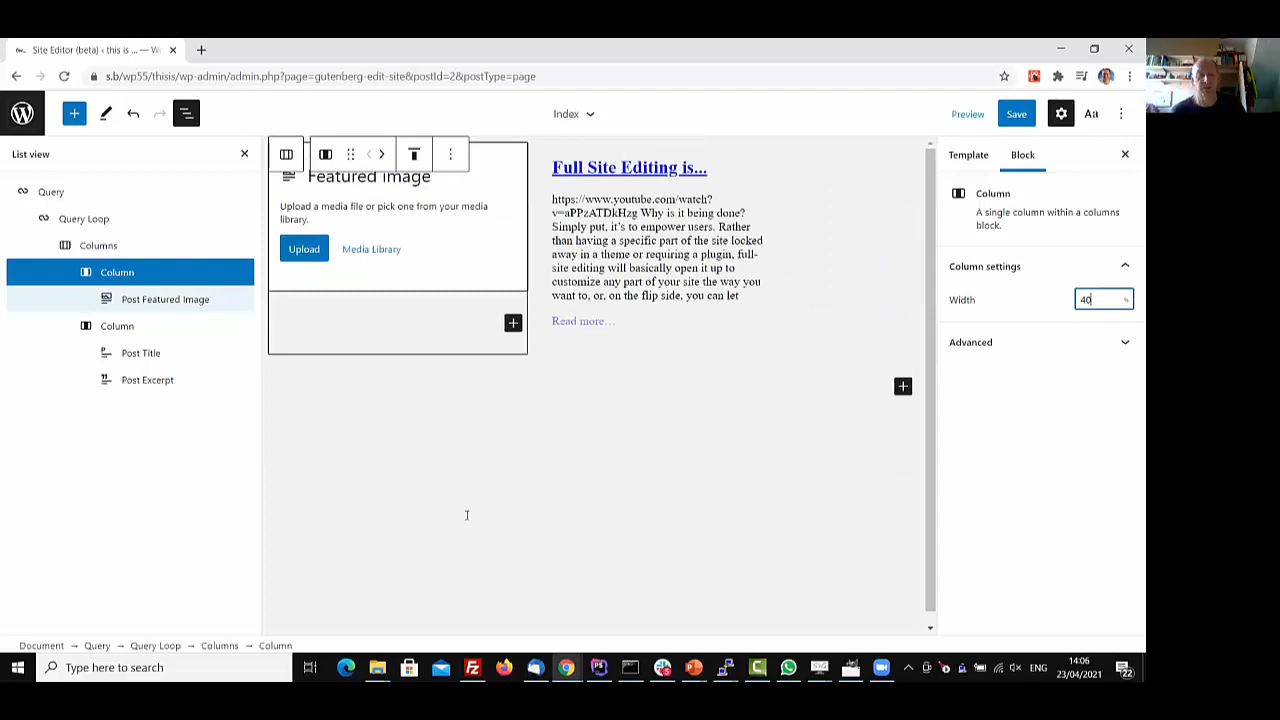 Site Editor (beta) ‹ this is ... — W
s.b/wp55/thisis/wp-admin/admin.php?page=gutenberg-edit-site&postId=2&postType=page
Index
Preview
Save
Aa
List view
Query
Query Loop
Columns
Column
Post Featured Image
Column
Post Title
Post Excerpt
Featured Image
Upload a media file or pick one from your media
library.
Upload
Media Library
Full Site Editing is...
https://www.youtube.com/watch?
v=aPPzATDkHzg Why is it being done?
Simply put, it’s to empower users. Rather
than having a specific part of the site locked
away in a theme or requiring a plugin, full-
site editing will basically open it up to
customize any part of your site the way you
want to, or, on the flip side, you can let
Read more…
Template
Block
Column
A single column within a columns
block.
Column settings
Width
40
%
Advanced
Document → Query → Query Loop → Columns → Column
Type here to search
ENG
14:06
23/04/2021
22